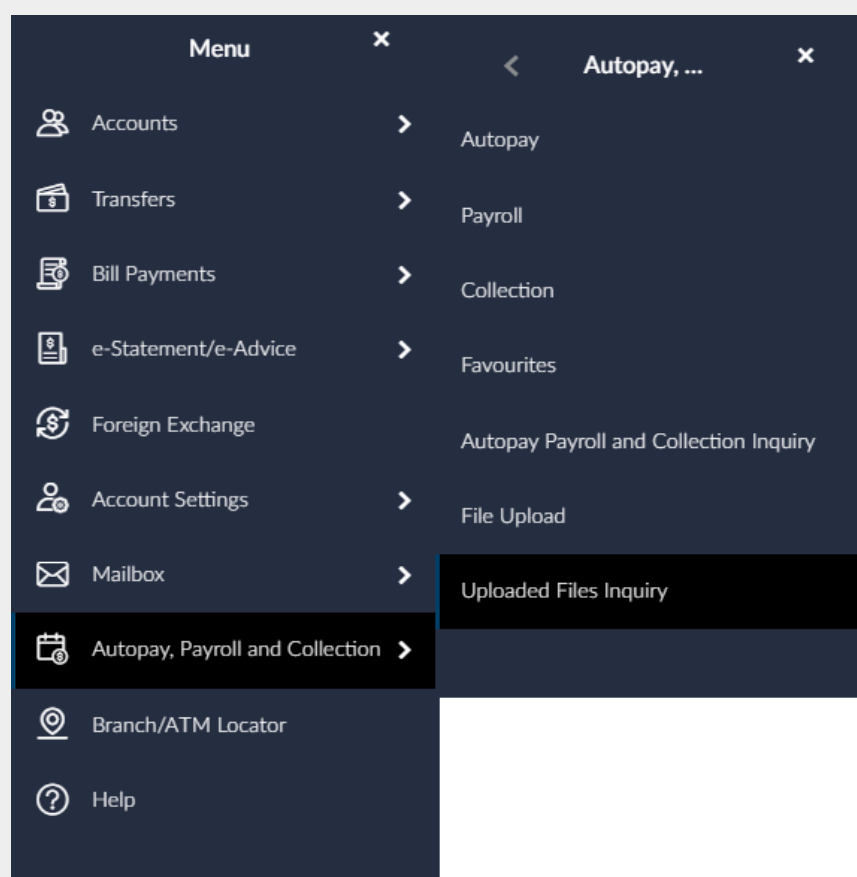 Menu
Accounts
Transfers
Bill Payments
e-Statement/e-Advice
Foreign Exchange
Account Settings
Mailbox
Autopay, Payroll and Collection
Branch/ATM Locator
Help
Autopay, ...
Autopay
Payroll
Collection
Favourites
Autopay Payroll and Collection Inquiry
File Upload
Uploaded Files Inquiry